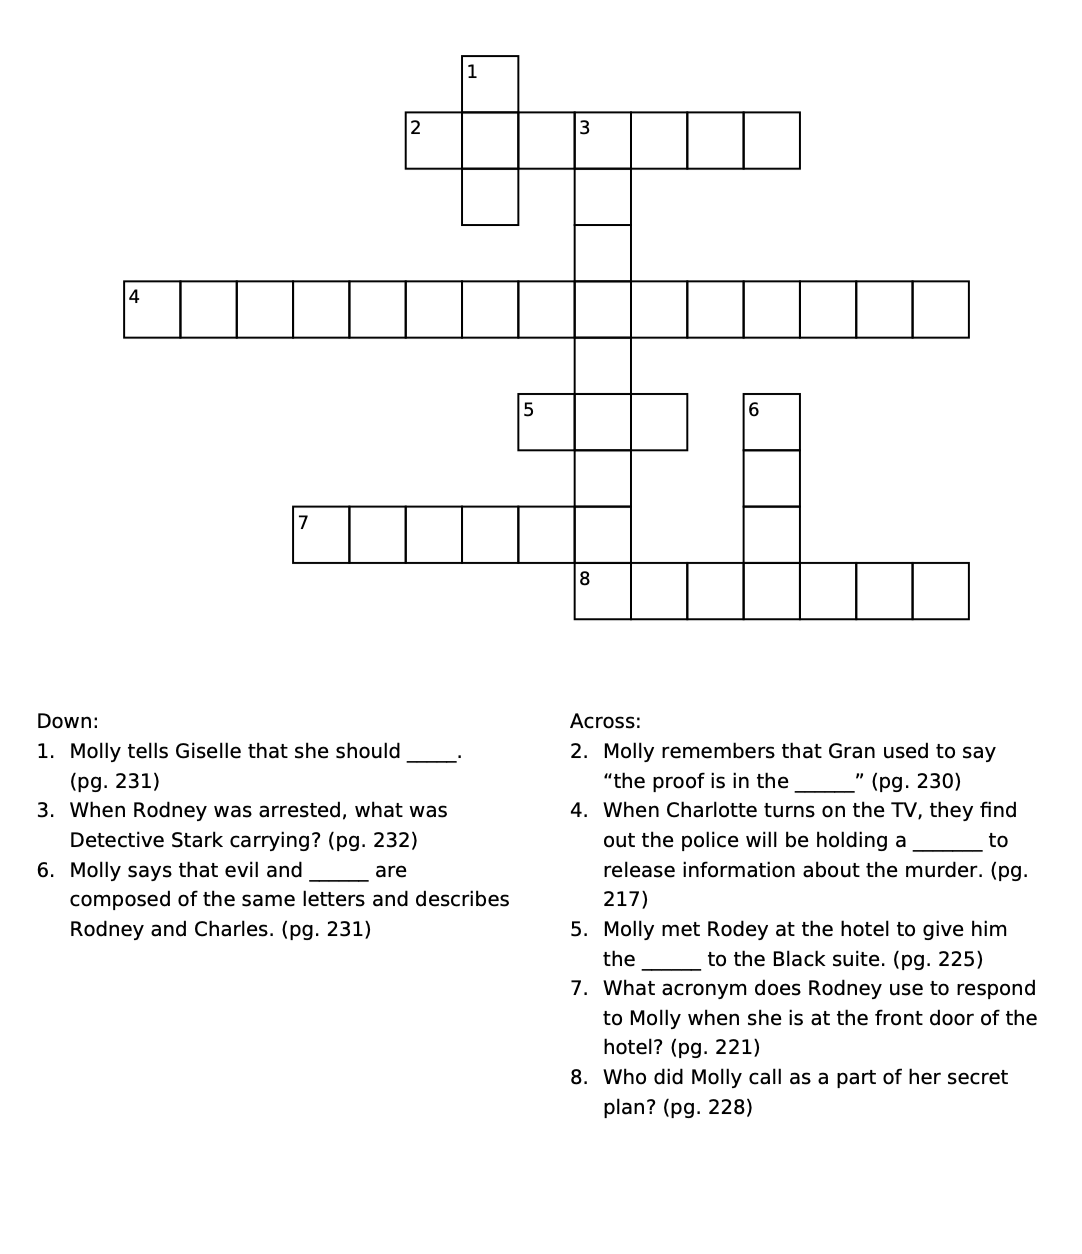 1
2
3
4
5
6
7
8
Down:
1. Molly tells Giselle that she should _____.
(pg. 231)
3. When Rodney was arrested, what was
Detective Stark carrying? (pg. 232)
6. Molly says that evil and ______ are
composed of the same letters and describes
Rodney and Charles. (pg. 231)
Across:
2. Molly remembers that Gran used to say
“the proof is in the ______” (pg. 230)
4. When Charlotte turns on the TV, they find
out the police will be holding a _______ to
release information about the murder. (pg.
217)
5. Molly met Rodey at the hotel to give him
the ______ to the Black suite. (pg. 225)
7. What acronym does Rodney use to respond
to Molly when she is at the front door of the
hotel? (pg. 221)
8. Who did Molly call as a part of her secret
plan? (pg. 228)